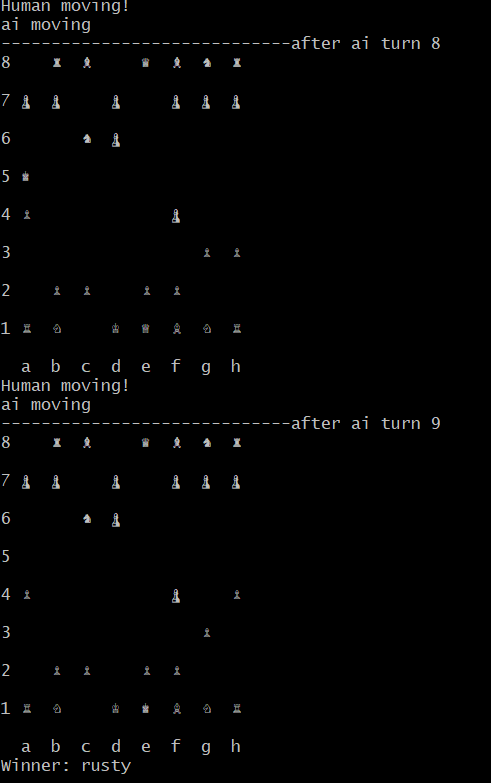 Human moving!
ai moving
-----------------------------after ai turn 8
8 ♜ ♝ ♛ ♝ ♞ ♜
7 ♟ ♟ ♟ ♟ ♟ ♟
6 ♞ ♟
5 ♚
4 ♙ ♟
3 ♙ ♙
2 ♙ ♙ ♙ ♙
1 ♖ ♘ ♔ ♕ ♗ ♘ ♖
a b c d e f g h
Human moving!
ai moving
-----------------------------after ai turn 9
8 ♜ ♝ ♛ ♝ ♞ ♜
7 ♟ ♟ ♟ ♟ ♟ ♟
6 ♞ ♟
5
4 ♙ ♟ ♙
3 ♙
2 ♙ ♙ ♙ ♙
1 ♖ ♘ ♔ ♚ ♗ ♘ ♖
a b c d e f g h
Winner: rusty